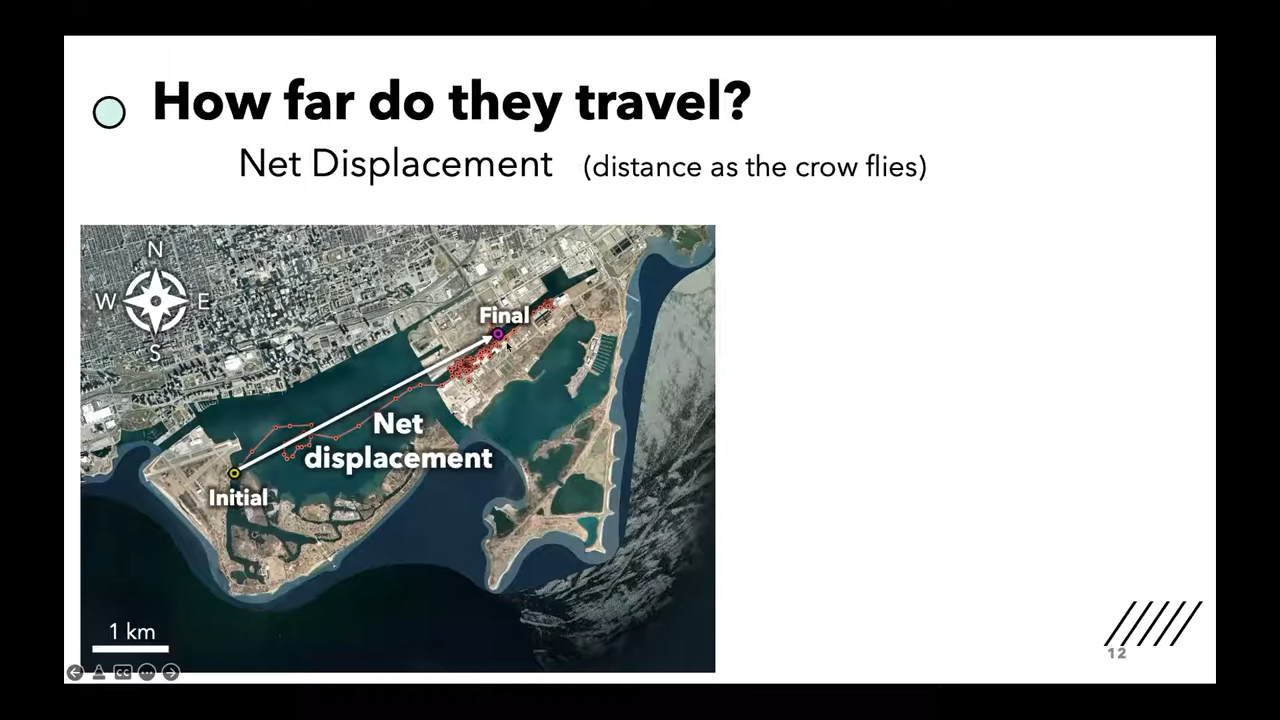 How far do they travel?
Net Displacement (distance as the crow flies)
N
W E
S
Final
Net
displacement
Initial
1 km
CC
12